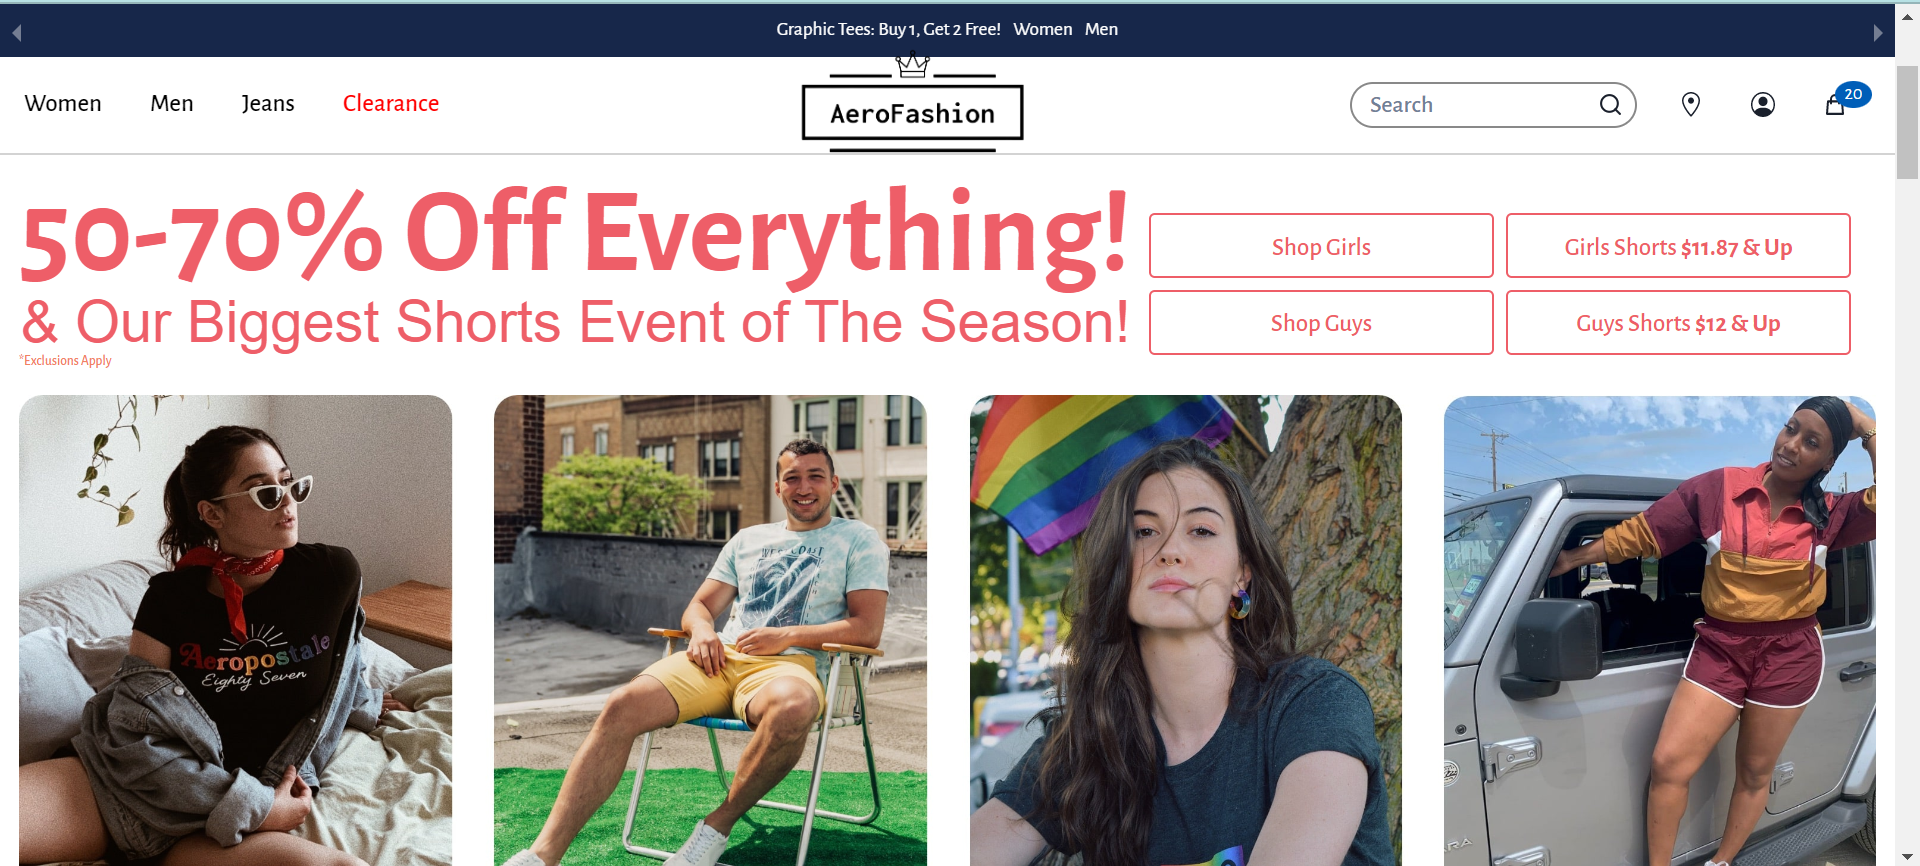 Graphic Tees: Buy 1, Get 2 Free! Women Men
Women Men Jeans Clearance
AeroFashion
Search
20
50-70% Off Everything!
& Our Biggest Shorts Event of The Season!
*Exclusions Apply
Shop Girls
Girls Shorts $11.87 & Up
Shop Guys
Guys Shorts $12 & Up
Aeropostale
Eighty Seven
WEST COAST